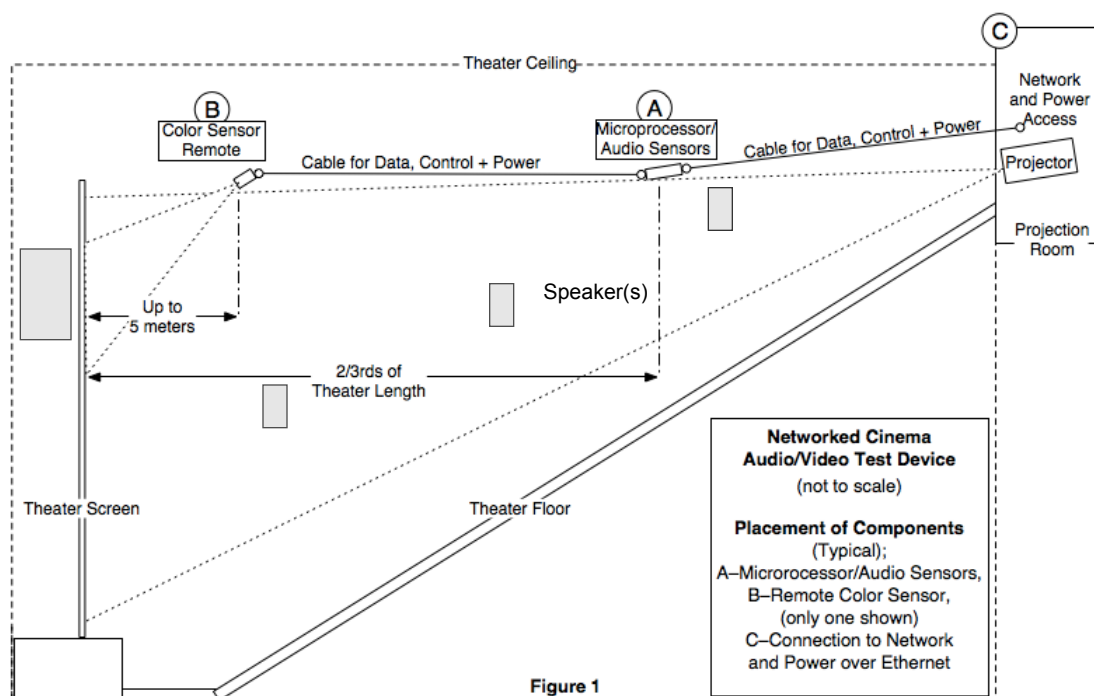 C
Theater Ceiling
Network
and Power
Access
B
Color Sensor
Remote
A
Microprocessor/
Audio Sensors
Cable for Data, Control + Power
Cable for Data, Control + Power
Projector
Projection
Room
Speaker(s)
Up to
5 meters
2/3rds of
Theater Length
Theater Screen
Theater Floor
Networked Cinema
Audio/Video Test Device
(not to scale)
Placement of Components
(Typical);
A–Microrocessor/Audio Sensors,
B–Remote Color Sensor,
(only one shown)
C–Connection to Network
and Power over Ethernet
Figure 1